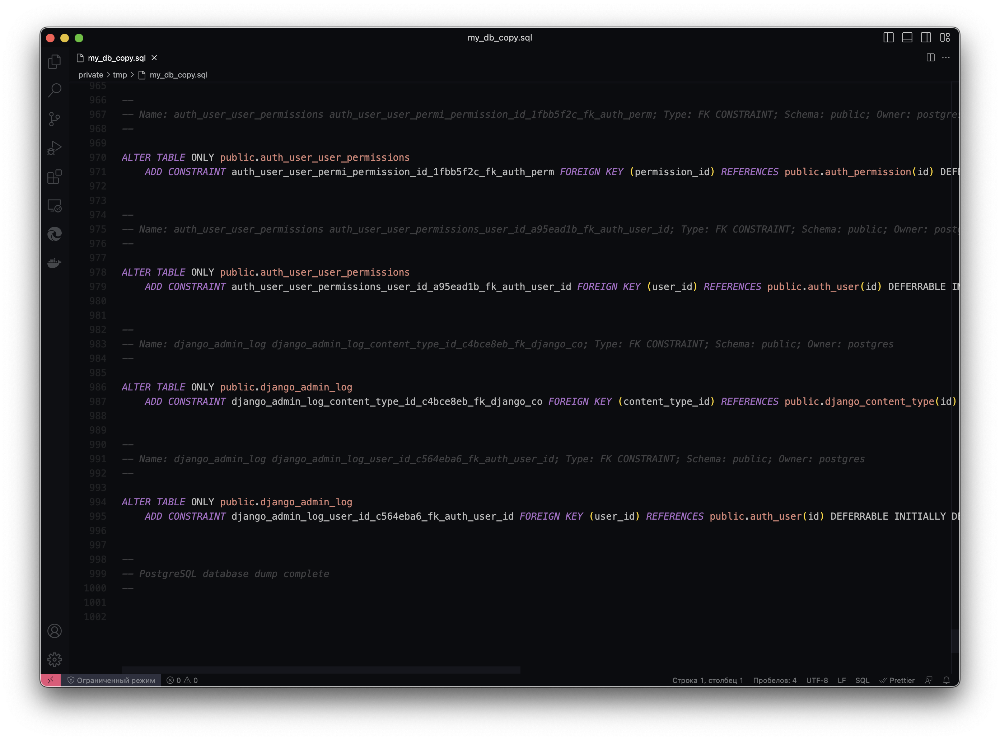 my_db_copy.sql
my_db_copy.sql
private > tmp > my_db_copy.sql
965
966 --
967 -- Name: auth_user_user_permissions auth_user_user_permi_permission_id_1fbb5f2c_fk_auth_perm; Type: FK CONSTRAINT; Schema: public; Owner: postgres
968 --
969
970 ALTER TABLE ONLY public.auth_user_user_permissions
971     ADD CONSTRAINT auth_user_user_permi_permission_id_1fbb5f2c_fk_auth_perm FOREIGN KEY (permission_id) REFERENCES public.auth_permission(id) DEF
972
973
974 --
975 -- Name: auth_user_user_permissions auth_user_user_permissions_user_id_a95ead1b_fk_auth_user_id; Type: FK CONSTRAINT; Schema: public; Owner: postg
976 --
977
978 ALTER TABLE ONLY public.auth_user_user_permissions
979     ADD CONSTRAINT auth_user_user_permissions_user_id_a95ead1b_fk_auth_user_id FOREIGN KEY (user_id) REFERENCES public.auth_user(id) DEFERRABLE IN
980
981
982 --
983 -- Name: django_admin_log django_admin_log_content_type_id_c4bce8eb_fk_django_co; Type: FK CONSTRAINT; Schema: public; Owner: postgres
984 --
985
986 ALTER TABLE ONLY public.django_admin_log
987     ADD CONSTRAINT django_admin_log_content_type_id_c4bce8eb_fk_django_co FOREIGN KEY (content_type_id) REFERENCES public.django_content_type(id)
988
989
990 --
991 -- Name: django_admin_log django_admin_log_user_id_c564eba6_fk_auth_user_id; Type: FK CONSTRAINT; Schema: public; Owner: postgres
992 --
993
994 ALTER TABLE ONLY public.django_admin_log
995     ADD CONSTRAINT django_admin_log_user_id_c564eba6_fk_auth_user_id FOREIGN KEY (user_id) REFERENCES public.auth_user(id) DEFERRABLE INITIALLY DE
996
997
998 --
999 -- PostgreSQL database dump complete
1000 --
1001
1002
Ограниченный режим 0 0 Строка 1, столбец 1 Пробелов: 4 UTF-8 LF SQL Prettier